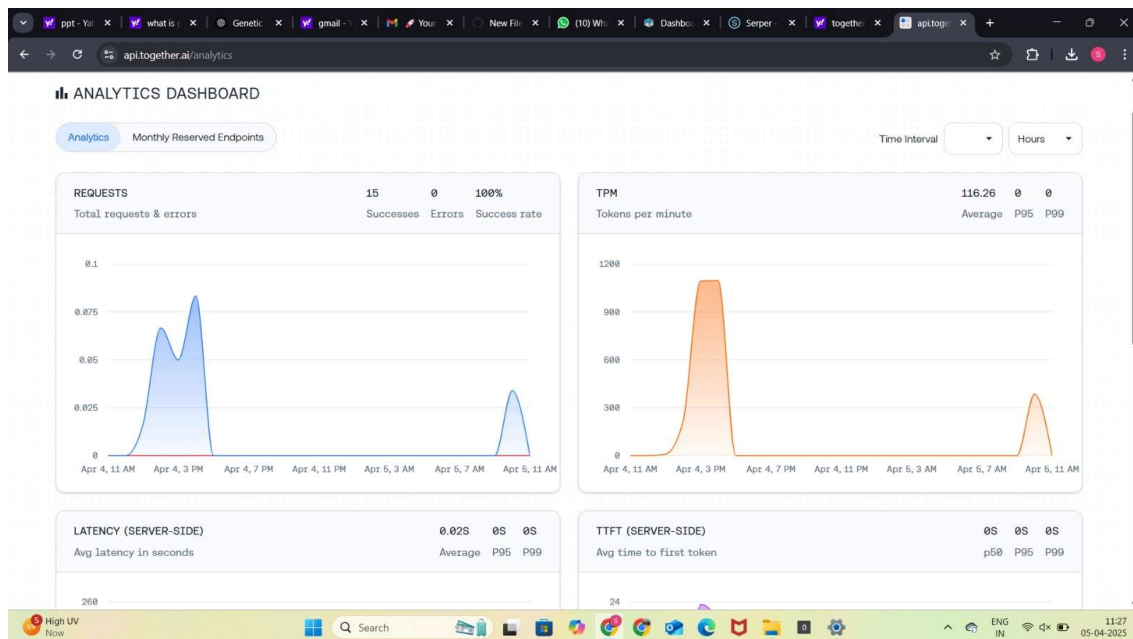 ppt - Yal
what is g
Genetic
gmail -
Your
New File
(10) Wh
Dashbo
Serper -
together
api.toge
api.together.ai/analytics
S
ANALYTICS DASHBOARD
Analytics
Monthly Reserved Endpoints
Time Interval
Hours
REQUESTS
15 0 100%
Total requests & errors
Successes Errors Success rate
0.1
0.075
0.05
0.025
0
Apr 4, 11 AM Apr 4, 3 PM Apr 4, 7 PM Apr 4, 11 PM Apr 5, 3 AM Apr 5, 7 AM Apr 5, 11 AM
TPM
116.26 0 0
Tokens per minute
Average P95 P99
1200
900
600
300
0
Apr 4, 11 AM Apr 4, 3 PM Apr 4, 7 PM Apr 4, 11 PM Apr 5, 3 AM Apr 5, 7 AM Apr 5, 11 AM
LATENCY (SERVER-SIDE)
0.02S 0S 0S
Avg latency in seconds
Average P95 P99
260
TTFT (SERVER-SIDE)
0S 0S 0S
Avg time to first token
p50 P95 P99
24
5
High UV
Now
Search
ENG
IN
11:27
05-04-2025